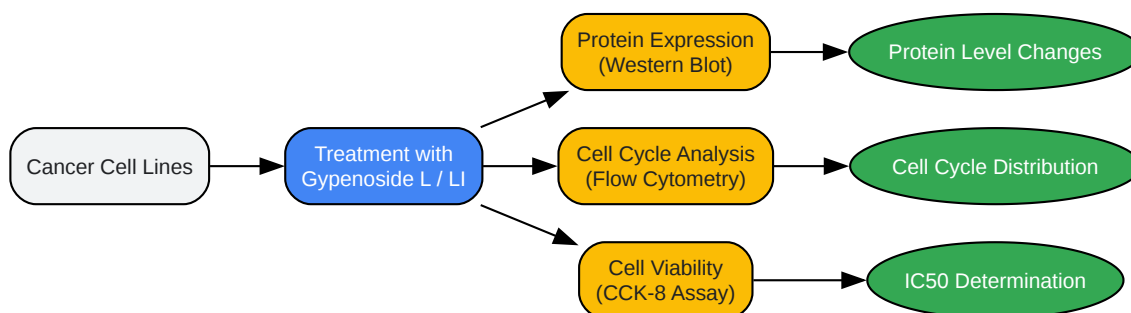 Cancer Cell Lines
Treatment with
Gypenoside L / LI
Protein Expression
(Western Blot)
Protein Level Changes
Cell Cycle Analysis
(Flow Cytometry)
Cell Cycle Distribution
Cell Viability
(CCK-8 Assay)
IC50 Determination